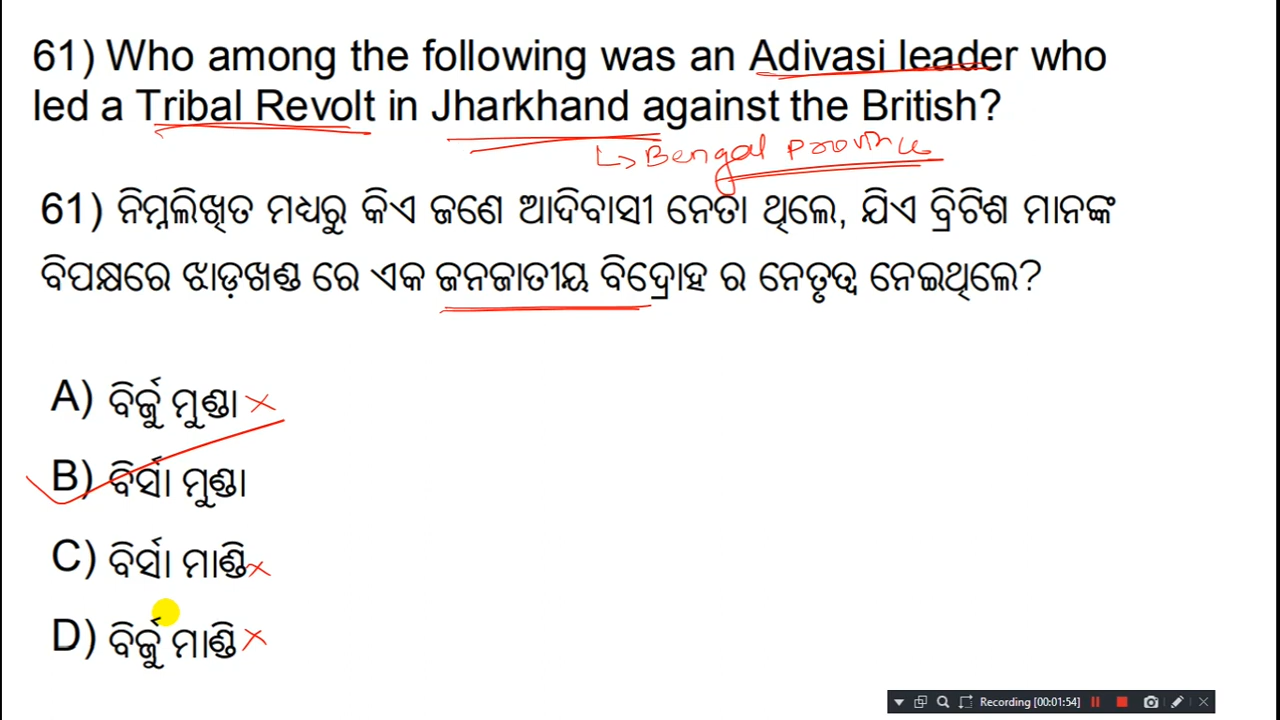 61) Who among the following was an Adivasi leader who
led a Tribal Revolt in Jharkhand against the British?
↳ Bengal Province
61) ନିମ୍ନଲିଖିତ ମଧ୍ୟରୁ କିଏ ଜଣେ ଆଦିବାସୀ ନେତା ଥିଲେ, ଯିଏ ବ୍ରିଟିଶ ମାନଙ୍କ
ବିପକ୍ଷରେ ଝାଡ଼ଖଣ୍ଡ ରେ ଏକ ଜନଜାତୀୟ ବିଦ୍ରୋହ ର ନେତୃତ୍ୱ ନେଇଥିଲେ?
A) ବିର୍ଜୁ ମୁଣ୍ଡା ×
B) ବିର୍ସା ମୁଣ୍ଡା
C) ବିର୍ସା ମାଣ୍ଡି ×
D) ବିର୍ଜୁ ମାଣ୍ଡି ×
Recording [00:01:54]